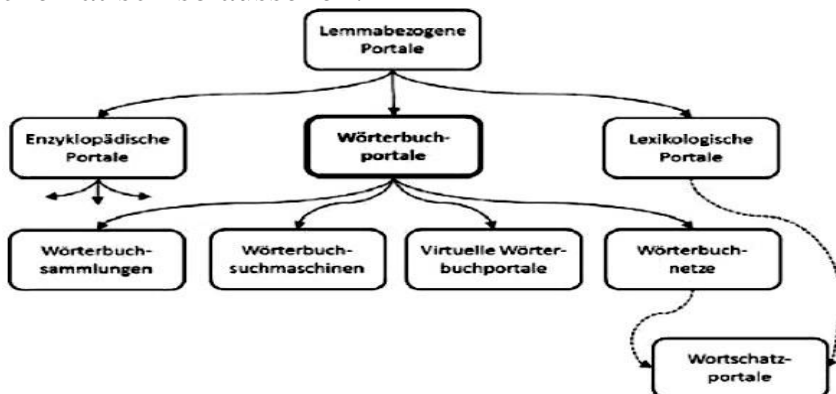 Lemmabezogene
Portale
Enzyklopädische
Portale
Wörterbuch-
portale
Lexikologische
Portale
Wörterbuch-
sammlungen
Wörterbuch-
suchmaschinen
Virtuelle Wörter-
buchportale
Wörterbuch-
netze
Wortschatz-
portale